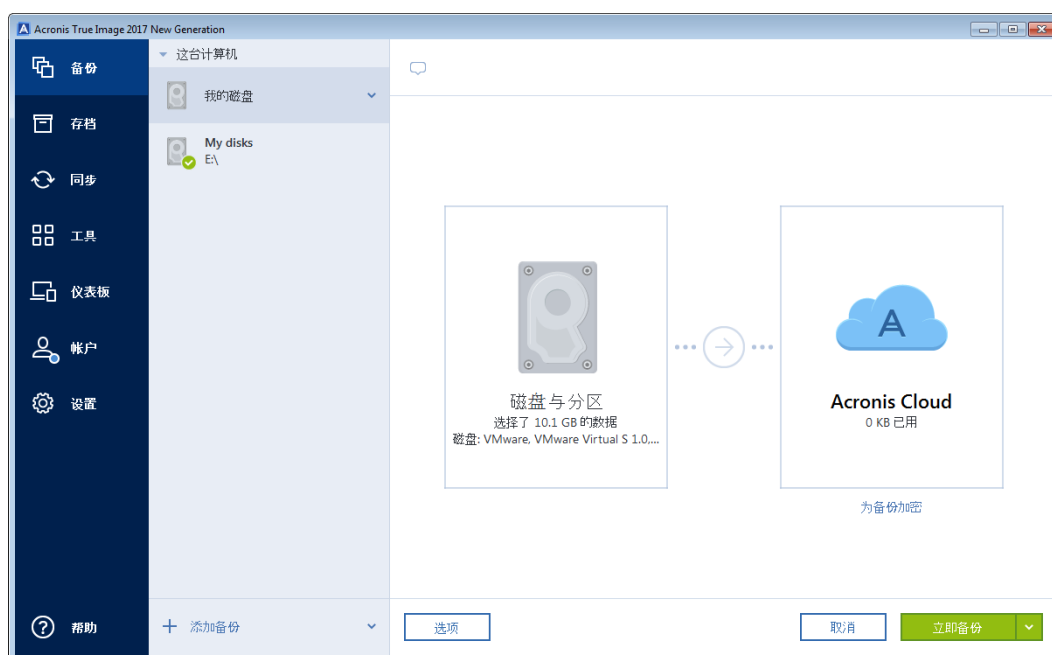 Acronis True Image 2017 New Generation
备份
存档
同步
工具
仪表板
帐户
设置
帮助
这台计算机
我的磁盘
My disks
E:\
添加备份
磁盘与分区
选择了 10.1 GB 的数据
磁盘: VMware, VMware Virtual S 1.0,...
Acronis Cloud
0 KB 已用
为备份加密
选项
取消
立即备份